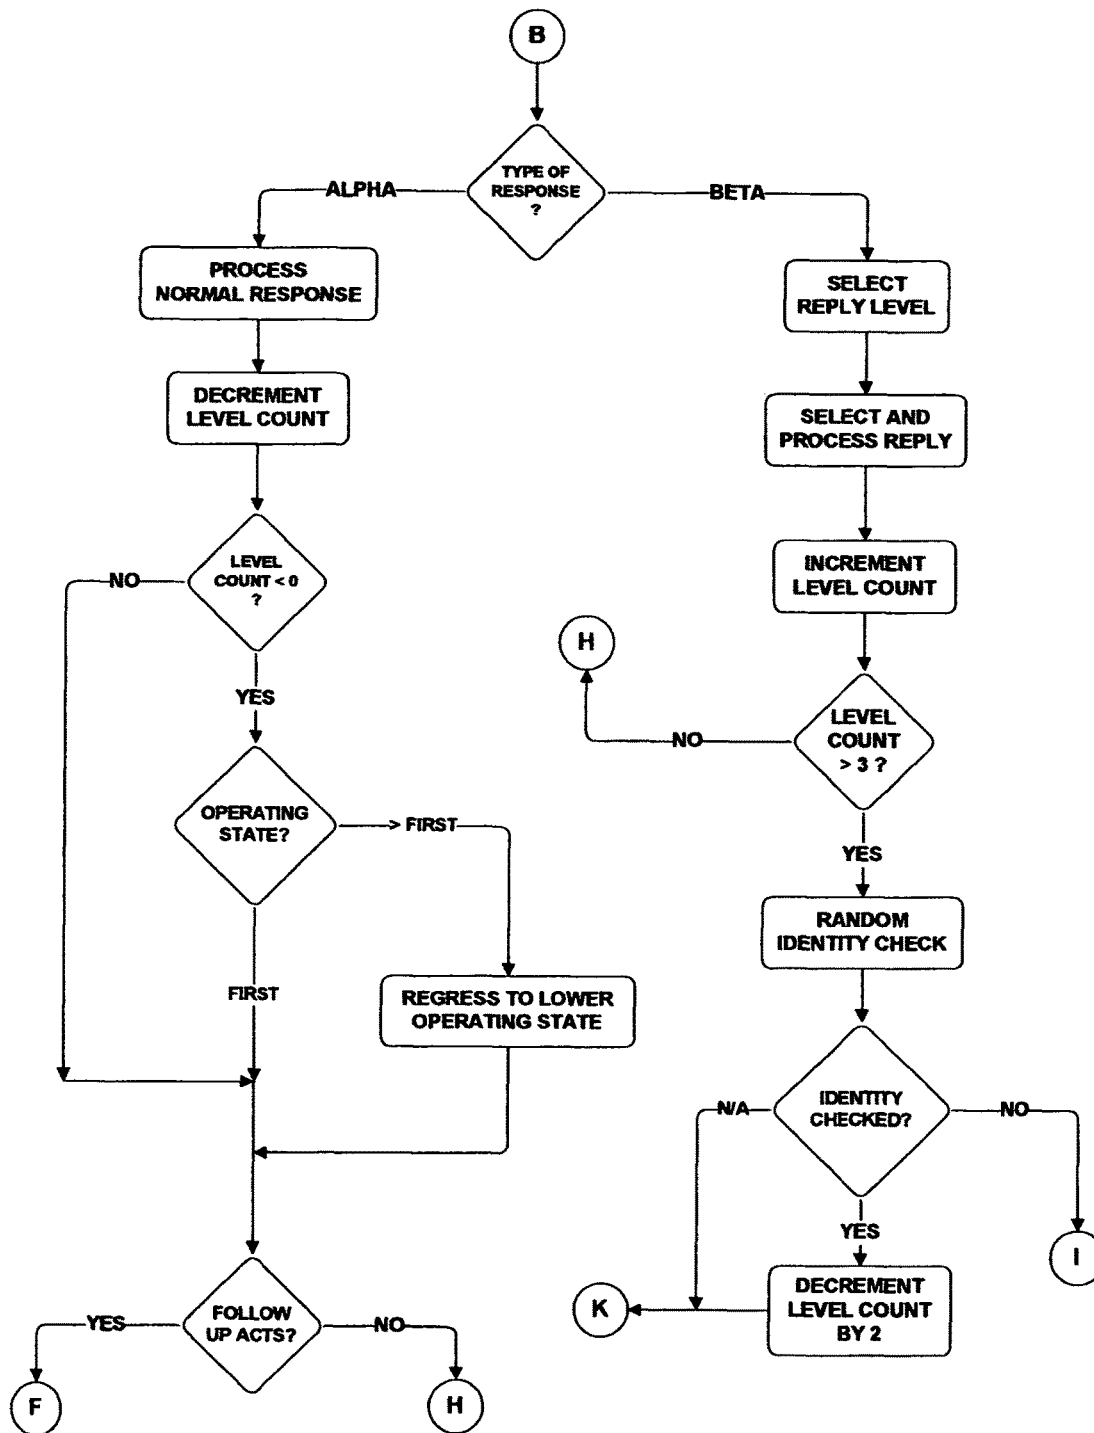 B
TYPE OF
RESPONSE
?
ALPHA
BETA
PROCESS
NORMAL RESPONSE
DECREMENT
LEVEL COUNT
LEVEL
COUNT < 0
?
NO
YES
OPERATING
STATE?
> FIRST
FIRST
REGRESS TO LOWER
OPERATING STATE
FOLLOW
UP ACTS?
YES
NO
F
H
SELECT
REPLY LEVEL
SELECT AND
PROCESS REPLY
INCREMENT
LEVEL COUNT
LEVEL
COUNT
> 3 ?
NO
H
YES
RANDOM
IDENTITY CHECK
IDENTITY
CHECKED?
N/A
NO
YES
I
DECREMENT
LEVEL COUNT
BY 2
K